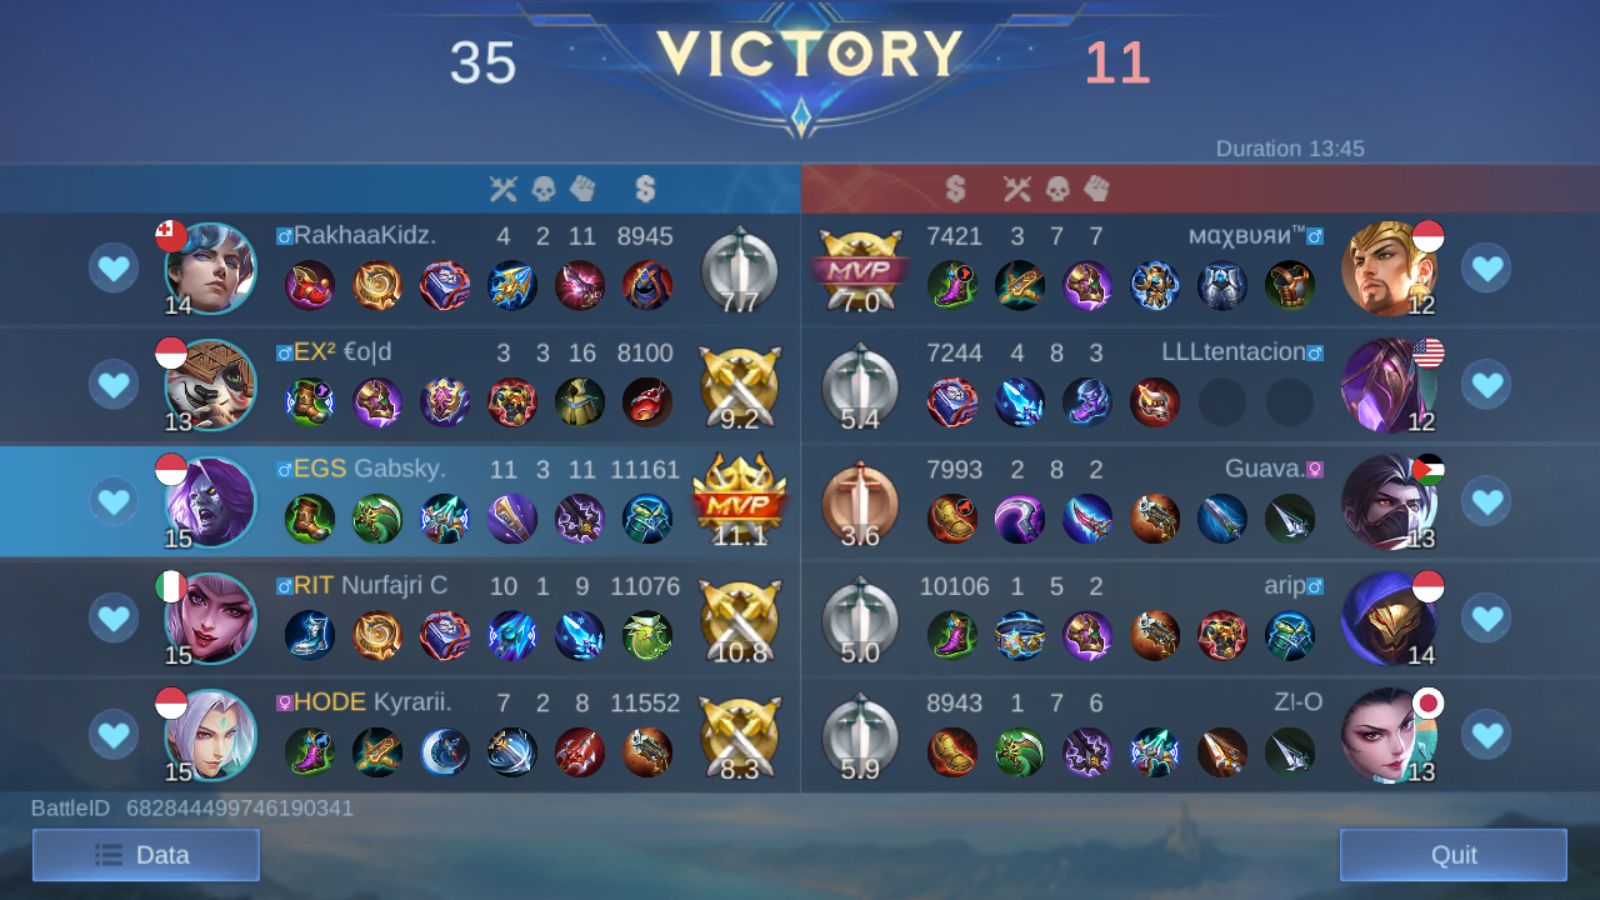 35 VICTORY 11
Duration 13:45
RakhaaKidz. 4 2 11 8945 7.7 14
MVP 7.0 7421 3 7 7 мαχвυяи™ 12
EX² €o|d 3 3 16 8100 9.2 13
5.4 7244 4 8 3 LLLtentacion 12
EGS Gabsky. 11 3 11 11161 MVP 11.1 15
3.6 7993 2 8 2 Guava. 13
RIT Nurfajri C 10 1 9 11076 10.8 15
5.0 10106 1 5 2 arip 14
HODE Kyrarii. 7 2 8 11552 8.3 15
5.9 8943 1 7 6 ZI-O 13
BattleID 682844499746190341
Data
Quit